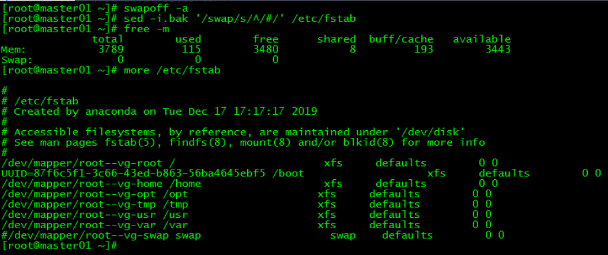 [root@master01 ~]# swapoff -a
[root@master01 ~]# sed -i.bak '/swap/s/^/#/' /etc/fstab
[root@master01 ~]# free -m
              total        used        free      shared  buff/cache   available
Mem:           3789         115        3480           8         193        3443
Swap:             0           0           0
[root@master01 ~]# more /etc/fstab

#
# /etc/fstab
# Created by anaconda on Tue Dec 17 17:17:17 2019
#
# Accessible filesystems, by reference, are maintained under '/dev/disk'
# See man pages fstab(5), findfs(8), mount(8) and/or blkid(8) for more info
#
/dev/mapper/root--vg-root /                       xfs     defaults        0 0
UUID=87f6c5f1-3c66-43ed-b863-56ba4645ebf5 /boot                   xfs     defaults        0 0
/dev/mapper/root--vg-home /home                   xfs     defaults        0 0
/dev/mapper/root--vg-opt /opt                    xfs     defaults        0 0
/dev/mapper/root--vg-tmp /tmp                    xfs     defaults        0 0
/dev/mapper/root--vg-usr /usr                    xfs     defaults        0 0
/dev/mapper/root--vg-var /var                    xfs     defaults        0 0
#/dev/mapper/root--vg-swap swap                    swap    defaults        0 0
[root@master01 ~]#